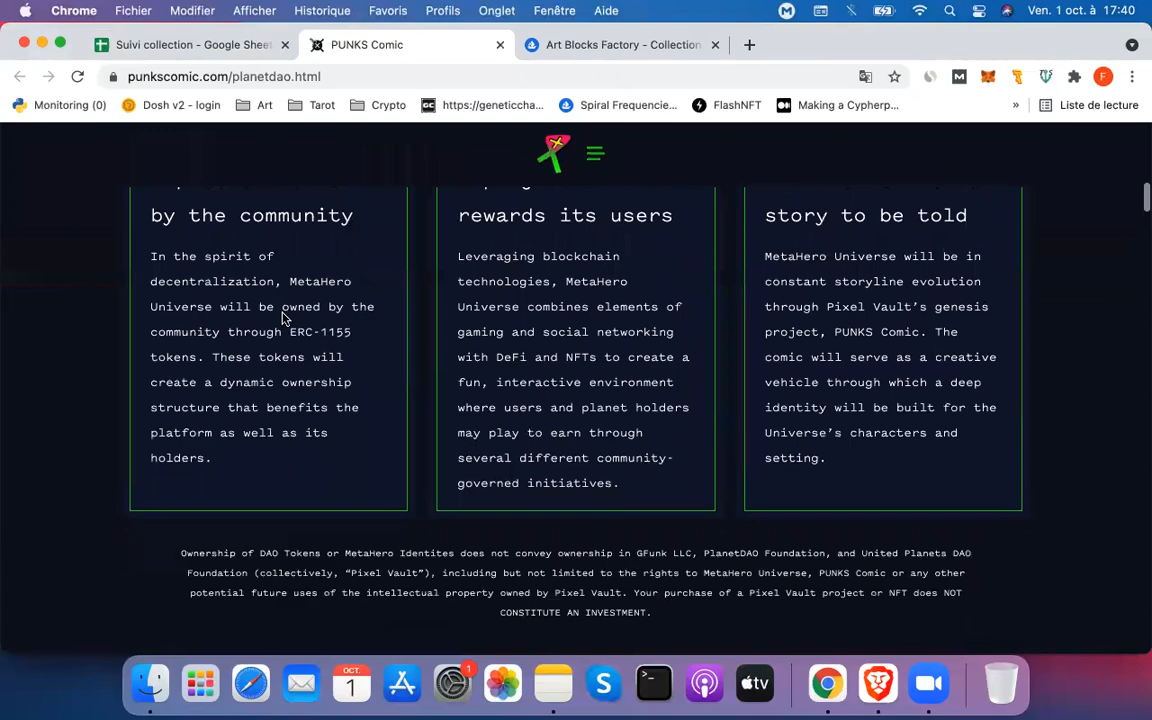 Chrome Fichier Modifier Afficher Historique Favoris Profils Onglet Fenêtre Aide Ven. 1 oct. à 17:40
Suivi collection - Google Sheet
PUNKS Comic
Art Blocks Factory - Collection
punkscomic.com/planetdao.html
F
Monitoring (0)
Dosh v2 - login
Art
Tarot
Crypto
GC
https://geneticcha...
Spiral Frequencie...
FlashNFT
Making a Cypherp...
»
Liste de lecture
by the community
In the spirit of
decentralization, MetaHero
Universe will be owned by the
community through ERC-1155
tokens. These tokens will
create a dynamic ownership
structure that benefits the
platform as well as its
holders.
rewards its users
Leveraging blockchain
technologies, MetaHero
Universe combines elements of
gaming and social networking
with DeFi and NFTs to create a
fun, interactive environment
where users and planet holders
may play to earn through
several different community-
governed initiatives.
story to be told
MetaHero Universe will be in
constant storyline evolution
through Pixel Vault’s genesis
project, PUNKS Comic. The
comic will serve as a creative
vehicle through which a deep
identity will be built for the
Universe’s characters and
setting.
Ownership of DAO Tokens or MetaHero Identites does not convey ownership in GFunk LLC, PlanetDAO Foundation, and United Planets DAO
Foundation (collectively, “Pixel Vault”), including but not limited to the rights to MetaHero Universe, PUNKS Comic or any other
potential future uses of the intellectual property owned by Pixel Vault. Your purchase of a Pixel Vault project or NFT does NOT
CONSTITUTE AN INVESTMENT.
OCT.
1
1
tv